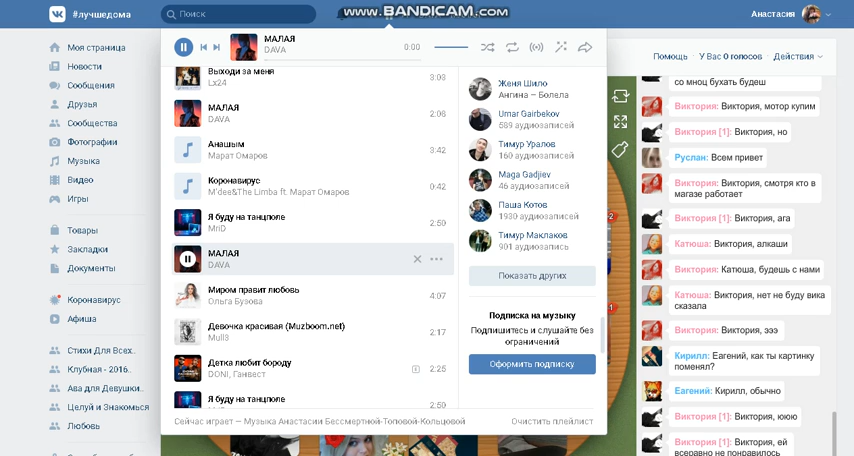 #лучшедома
Поиск
www.BANDICAM.com
Анастасия
МАЛАЯ
DAVA
0:00
Помощь · У Вас 0 голосов · Действия
Моя страница
Новости
Сообщения
Друзья
Сообщества
Фотографии
Музыка
Видео
Игры
Товары
Закладки
Документы
Коронавирус
Афиша
Стихи Для Всех..
Клубная - 2016..
Ава для Девушки..
Целуй и Знакомься
Любовь
Выходи за меня
Lx24
3:03
МАЛАЯ
DAVA
2:06
Анашым
Марат Омаров
3:42
Коронавирус
M'dee&The Limba ft. Марат Омаров
0:42
Я буду на танцполе
MriD
2:50
МАЛАЯ
DAVA
Миром правит любовь
Ольга Бузова
4:07
Девочка красивая (Muzboom.net)
Mull3
2:17
Детка любит бороду
DONI, Ганвест
2:25
Я буду на танцполе
2:50
Сейчас играет — Музыка Анастасии Бессмертной-Топовой-Кольцовой
Очистить плейлист
Женя Шило
Ангина – Болела
Umar Gairbekov
589 аудиозаписей
Тимур Уралов
160 аудиозаписей
Maga Gadjiev
46 аудиозаписей
Паша Котов
1930 аудиозаписей
Тимур Маклаков
901 аудиозапись
Показать других
Подписка на музыку
Подпишитесь и слушайте без
ограничений
Оформить подписку
со мноц бухать будеш
Виктория: Виктория, мотор купим
Виктория [1]: Виктория, но
Руслан: Всем привет
Виктория: Виктория, смотря кто в
магазе работает
Виктория [1]: Виктория, ага
Катюша: Виктория, алкаши
Виктория: Катюша, будешь с нами
Катюша: Виктория, нет не буду вика
сказала
Виктория: Виктория, эээ
Кирилл: Еагений, как ты картинку
поменял?
Еагений: Кирилл, обычно
Виктория [1]: Виктория, ююю
Виктория [1]: Виктория, ей
всеравно не понравилось